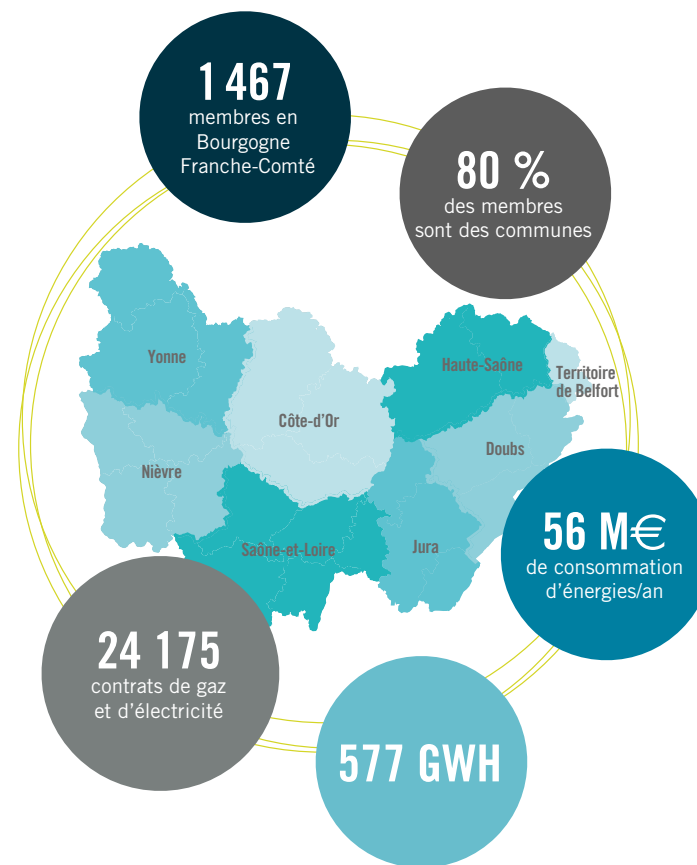 1 467
membres en
Bourgogne
Franche-Comté
80 %
des membres
sont des communes
Yonne
Haute-Saône
Territoire
de Belfort
Côte-d'Or
Doubs
Nièvre
Saône-et-Loire
Jura
56 M€
de consommation
d’énergies/an
24 175
contrats de gaz
et d’électricité
577 GWH